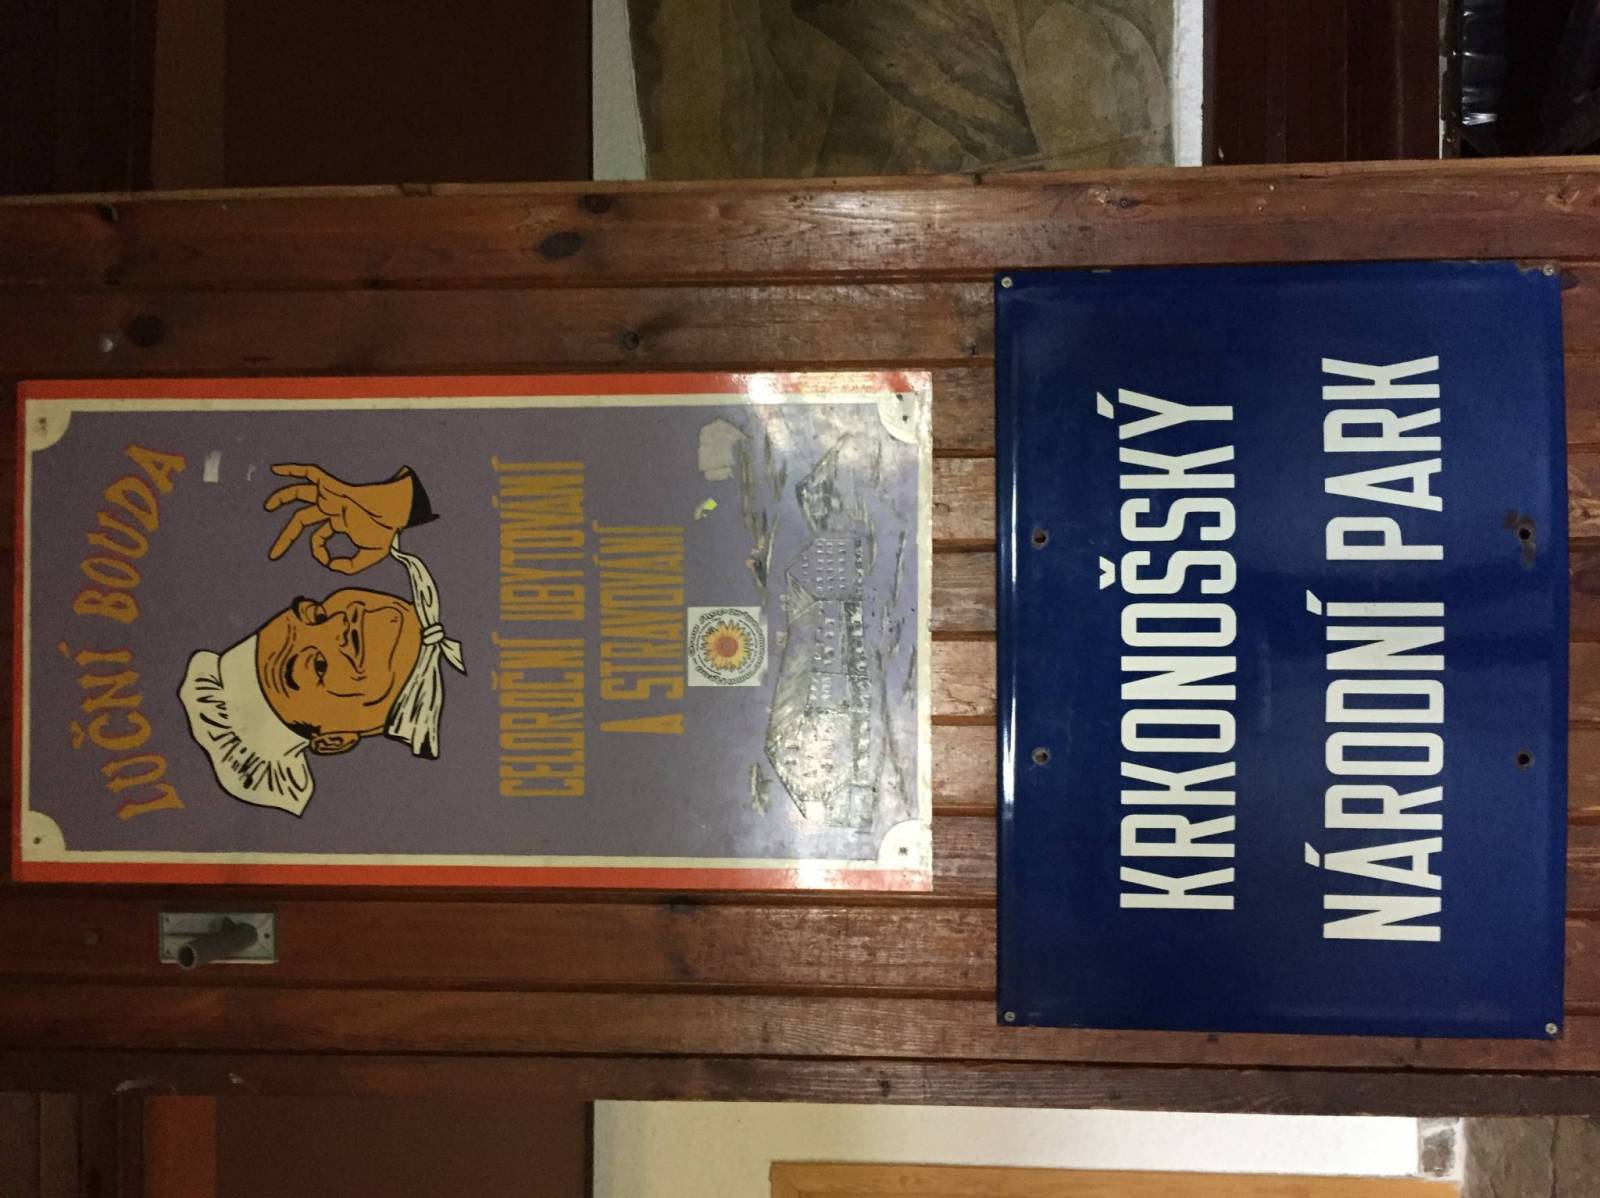 LUČNÍ BOUDA
CELOROČNÍ UBYTOVÁNÍ
A STRAVOVÁNÍ
KRKONOŠSKÝ
NÁRODNÍ PARK